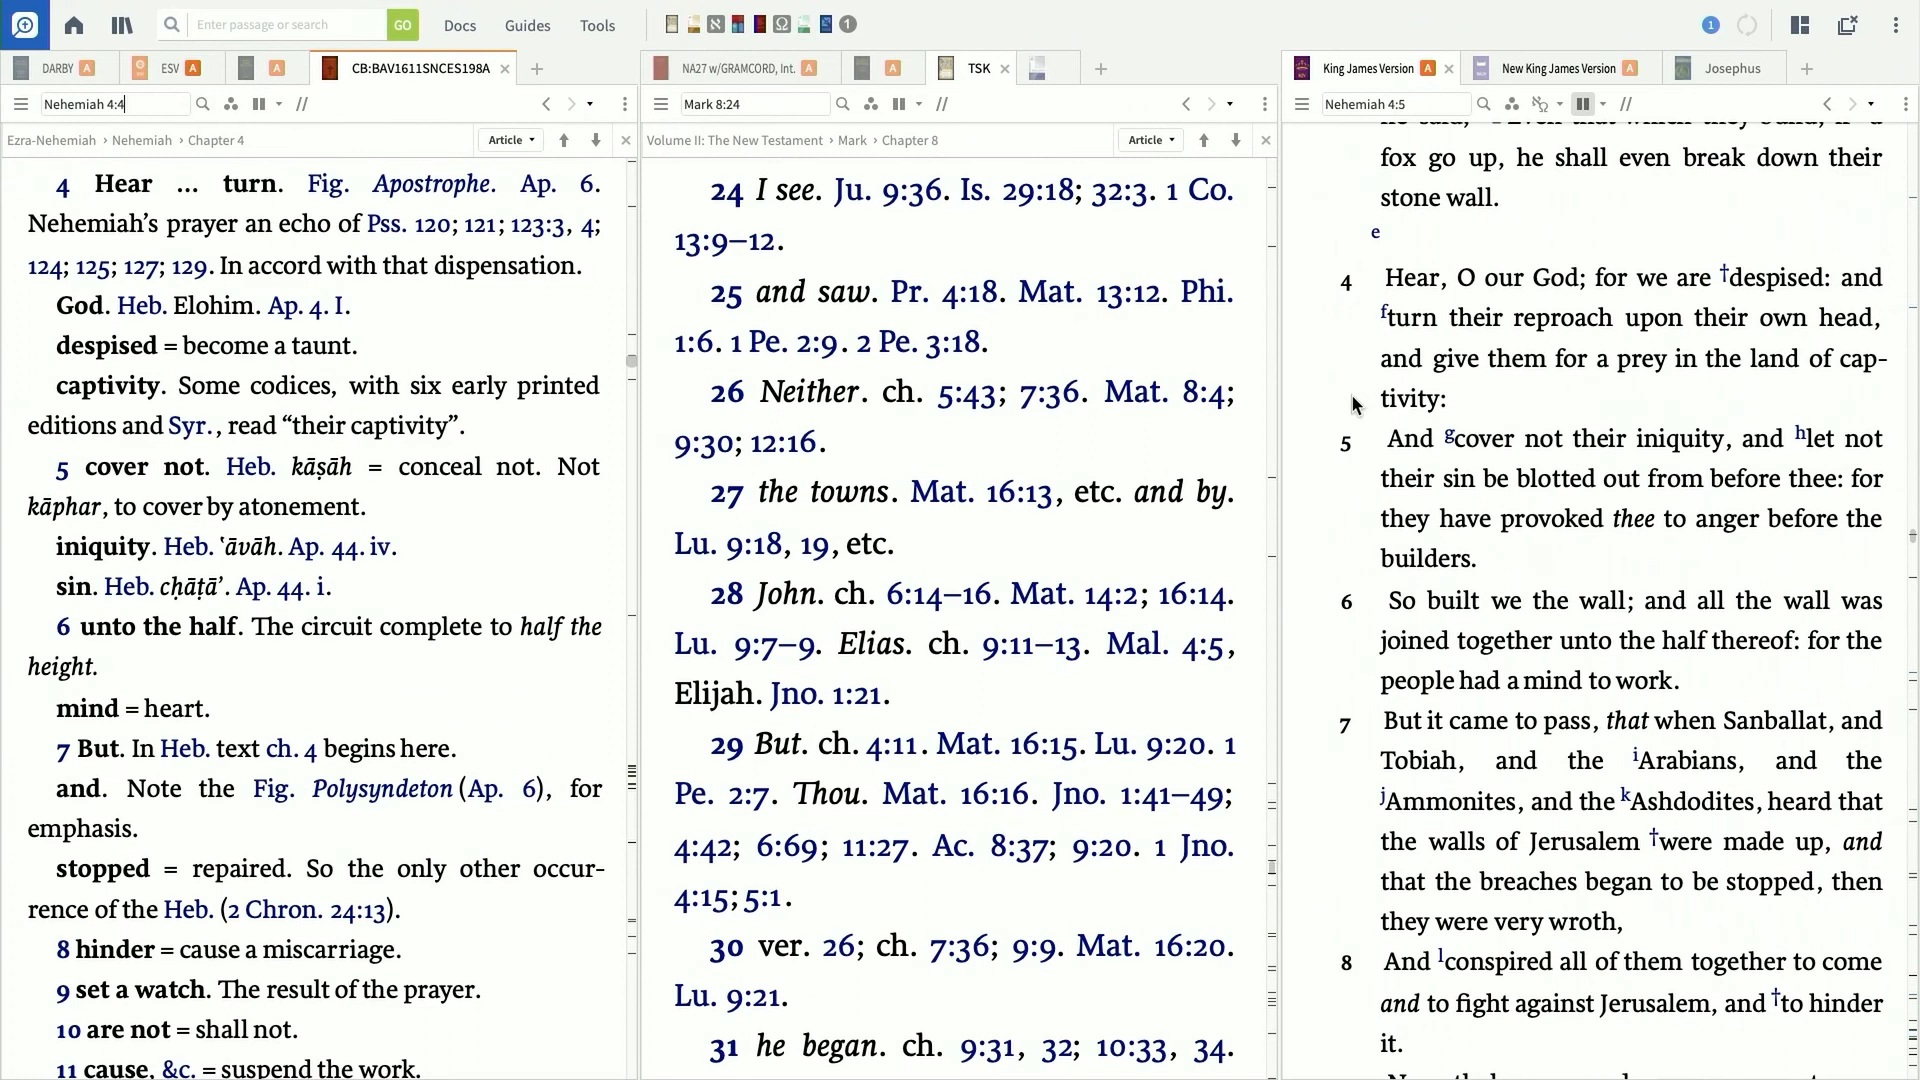 Enter passage or search
GO
Docs
Guides
Tools
1
1
DARBY A
ESV A
A
CB:BAV1611SNCES198A
NA27 w/GRAMCORD, Int. A
A
TSK
King James Version A
New King James Version A
Josephus
Nehemiah 4:4
Mark 8:24
Nehemiah 4:5
Ezra-Nehemiah › Nehemiah › Chapter 4
Article
4 Hear ... turn. Fig. Apostrophe. Ap. 6.
Nehemiah’s prayer an echo of Pss. 120; 121; 123:3, 4;
124; 125; 127; 129. In accord with that dispensation.
God. Heb. Elohim. Ap. 4. I.
despised = become a taunt.
captivity. Some codices, with six early printed
editions and Syr., read “their captivity”.
5 cover not. Heb. kāṣāh = conceal not. Not
kāphar, to cover by atonement.
iniquity. Heb. ‛āvāh. Ap. 44. iv.
sin. Heb. chāṭā’. Ap. 44. i.
6 unto the half. The circuit complete to half the
height.
mind = heart.
7 But. In Heb. text ch. 4 begins here.
and. Note the Fig. Polysyndeton (Ap. 6), for
emphasis.
stopped = repaired. So the only other occur-
rence of the Heb. (2 Chron. 24:13).
8 hinder = cause a miscarriage.
9 set a watch. The result of the prayer.
10 are not = shall not.
11 cause, &c. = suspend the work.
Volume II: The New Testament › Mark › Chapter 8
Article
24 I see. Ju. 9:36. Is. 29:18; 32:3. 1 Co.
13:9–12.
25 and saw. Pr. 4:18. Mat. 13:12. Phi.
1:6. 1 Pe. 2:9. 2 Pe. 3:18.
26 Neither. ch. 5:43; 7:36. Mat. 8:4;
9:30; 12:16.
27 the towns. Mat. 16:13, etc. and by.
Lu. 9:18, 19, etc.
28 John. ch. 6:14–16. Mat. 14:2; 16:14.
Lu. 9:7–9. Elias. ch. 9:11–13. Mal. 4:5,
Elijah. Jno. 1:21.
29 But. ch. 4:11. Mat. 16:15. Lu. 9:20. 1
Pe. 2:7. Thou. Mat. 16:16. Jno. 1:41–49;
4:42; 6:69; 11:27. Ac. 8:37; 9:20. 1 Jno.
4:15; 5:1.
30 ver. 26; ch. 7:36; 9:9. Mat. 16:20.
Lu. 9:21.
31 he began. ch. 9:31, 32; 10:33, 34.
fox go up, he shall even break down their
stone wall.
e
4 Hear, O our God; for we are †despised: and
fturn their reproach upon their own head,
and give them for a prey in the land of cap-
tivity:
5 And gcover not their iniquity, and hlet not
their sin be blotted out from before thee: for
they have provoked thee to anger before the
builders.
6 So built we the wall; and all the wall was
joined together unto the half thereof: for the
people had a mind to work.
7 But it came to pass, that when Sanballat, and
Tobiah, and the iArabians, and the
jAmmonites, and the kAshdodites, heard that
the walls of Jerusalem †were made up, and
that the breaches began to be stopped, then
they were very wroth,
8 And lconspired all of them together to come
and to fight against Jerusalem, and †to hinder
it.